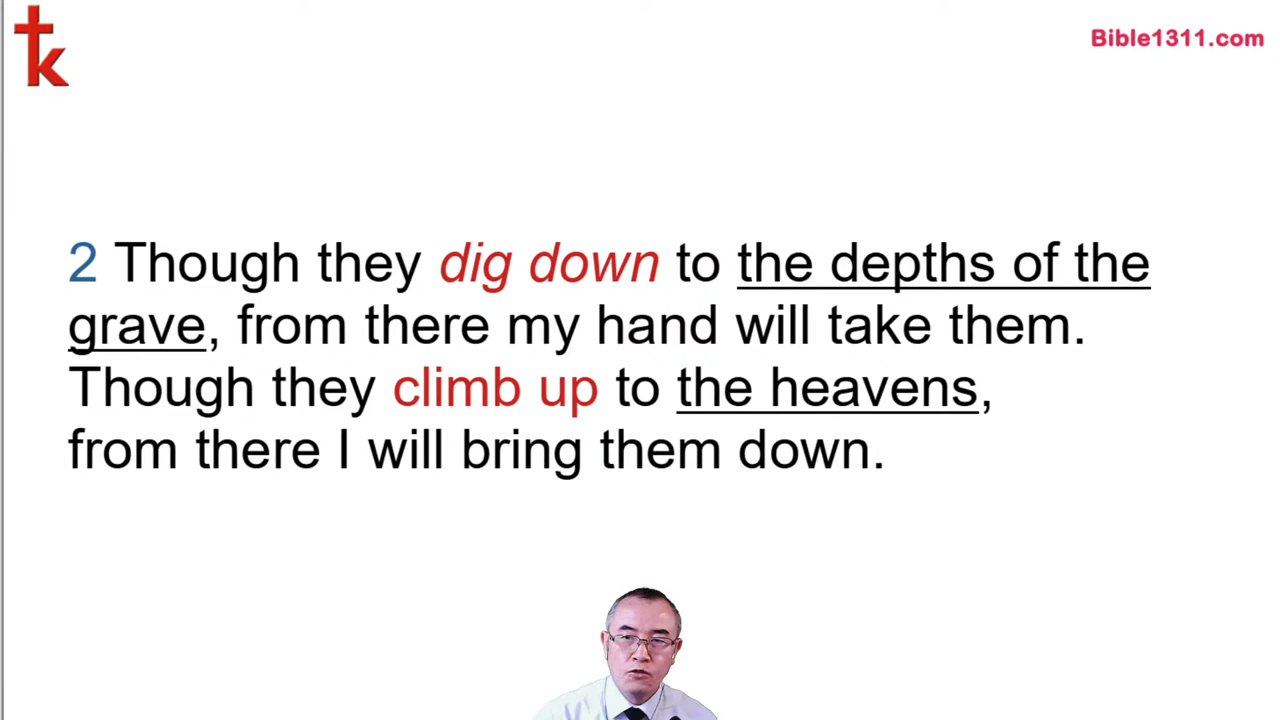 tk
Bible1311.com
2 Though they dig down to the depths of the
grave, from there my hand will take them.
Though they climb up to the heavens,
from there I will bring them down.